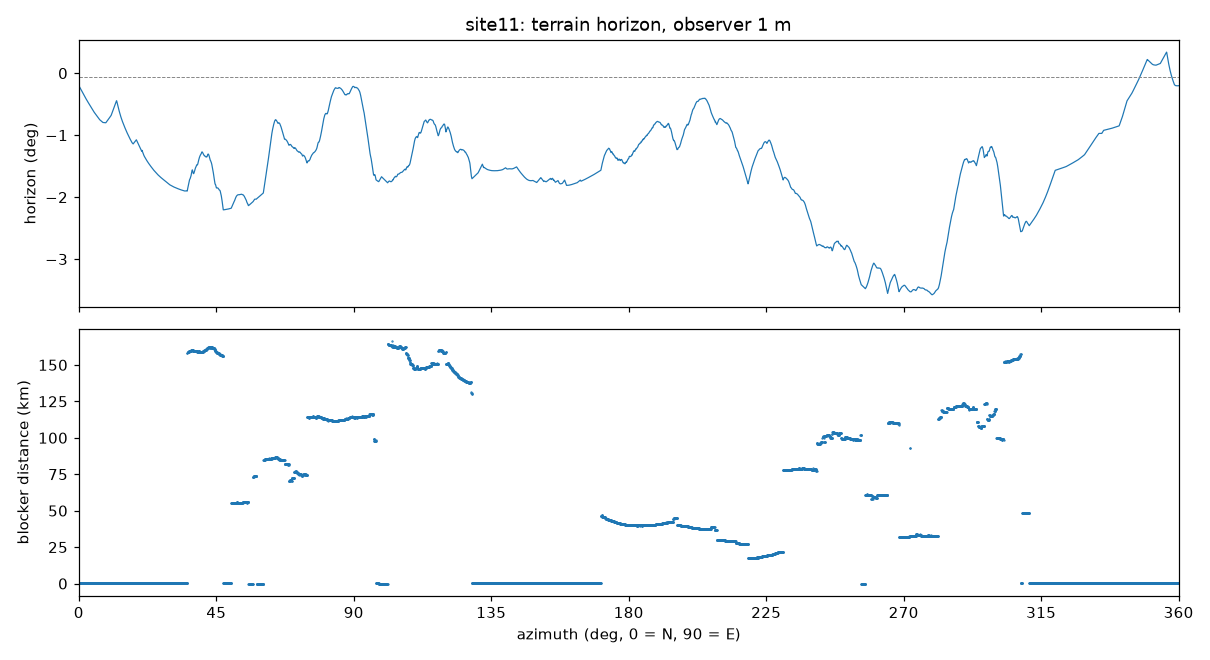 site11: terrain horizon, observer 1 m
horizon (deg)
0
−1
−2
−3
blocker distance (km)
150
125
100
75
50
25
0
0 45 90 135 180 225 270 315 360
azimuth (deg, 0 = N, 90 = E)